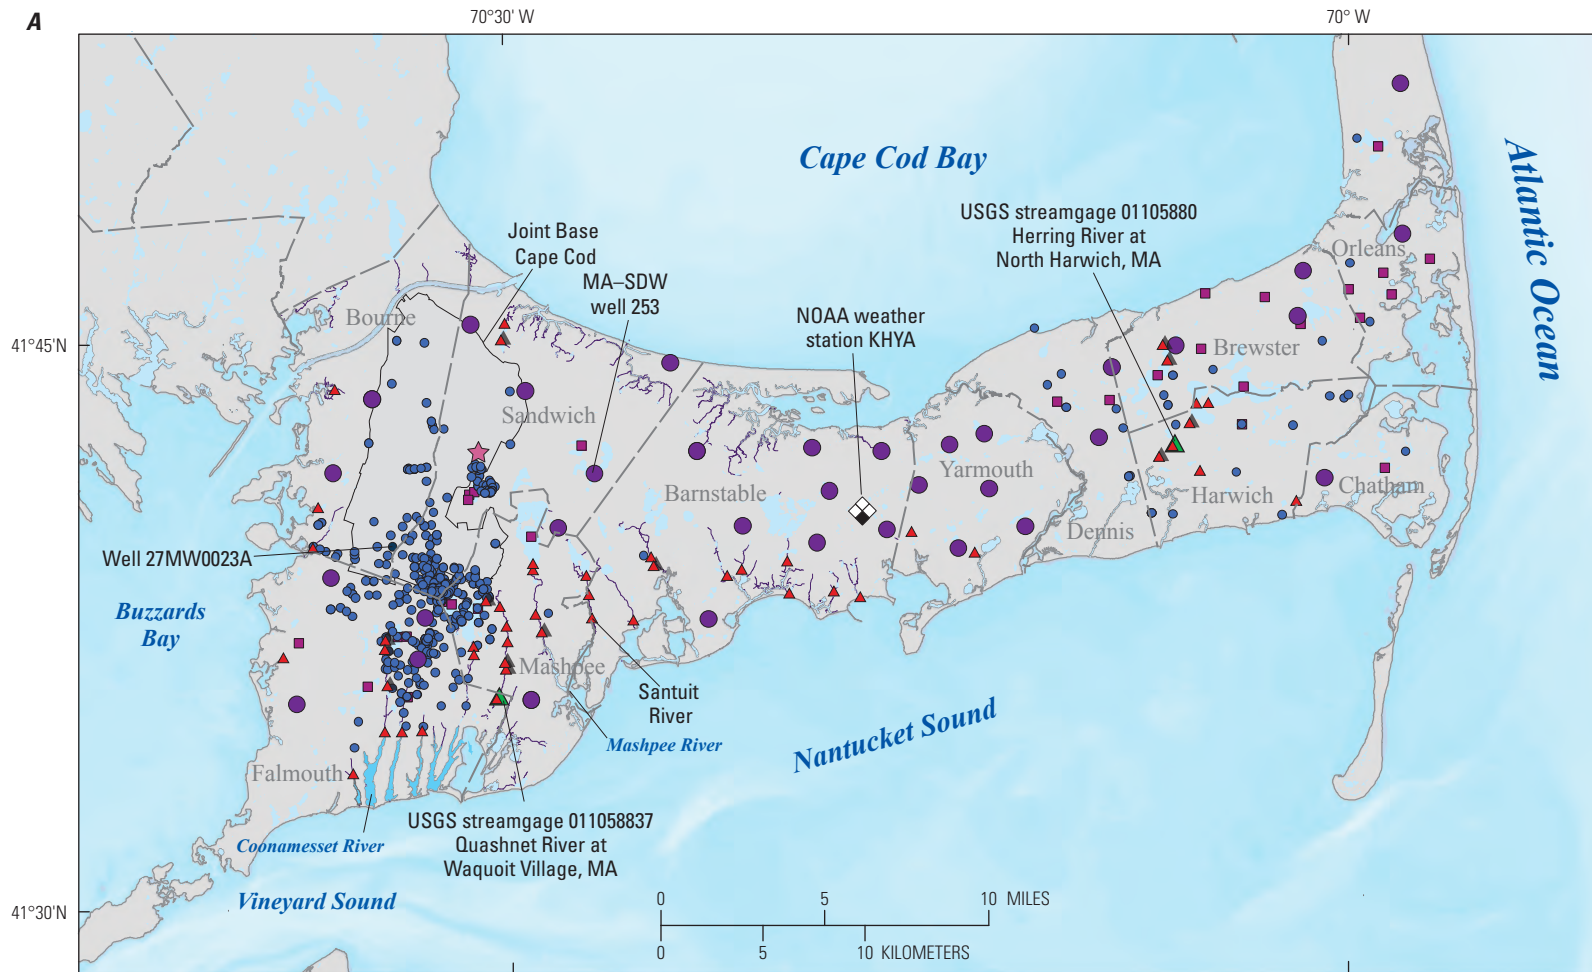 A
70°30' W
70° W
Cape Cod Bay
Atlantic Ocean
USGS streamgage 01105880
Herring River at
North Harwich, MA
Joint Base
Cape Cod
MA–SDW
well 253
NOAA weather
station KHYA
Orleans
Bourne
41°45'N
Brewster
Sandwich
Yarmouth
Barnstable
Harwich
Chatham
Dennis
Well 27MW0023A
Buzzards
Bay
Mashpee
Santuit
River
Mashpee River
Nantucket Sound
Falmouth
USGS streamgage 011058837
Quashnet River at
Waquoit Village, MA
Coonamesset River
Vineyard Sound
41°30'N
0 5 10 MILES
0 5 10 KILOMETERS